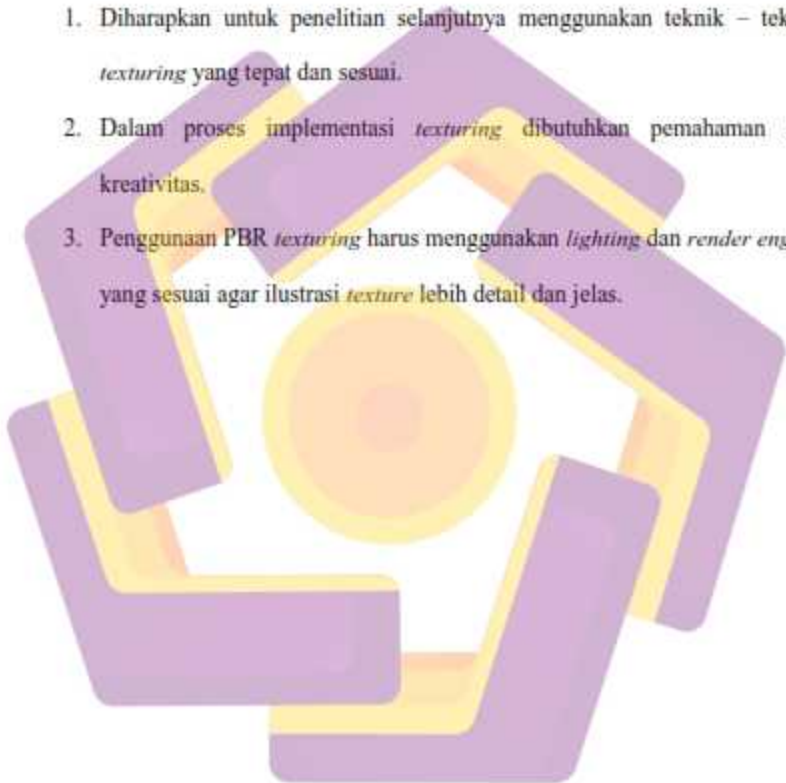 1. Diharapkan untuk penelitian selanjutnya menggunakan teknik – tek
texturing yang tepat dan sesuai.
2. Dalam proses implementasi texturing dibutuhkan pemahaman
kreativitas.
3. Penggunaan PBR texturing harus menggunakan lighting dan render eng
yang sesuai agar ilustrasi texture lebih detail dan jelas.